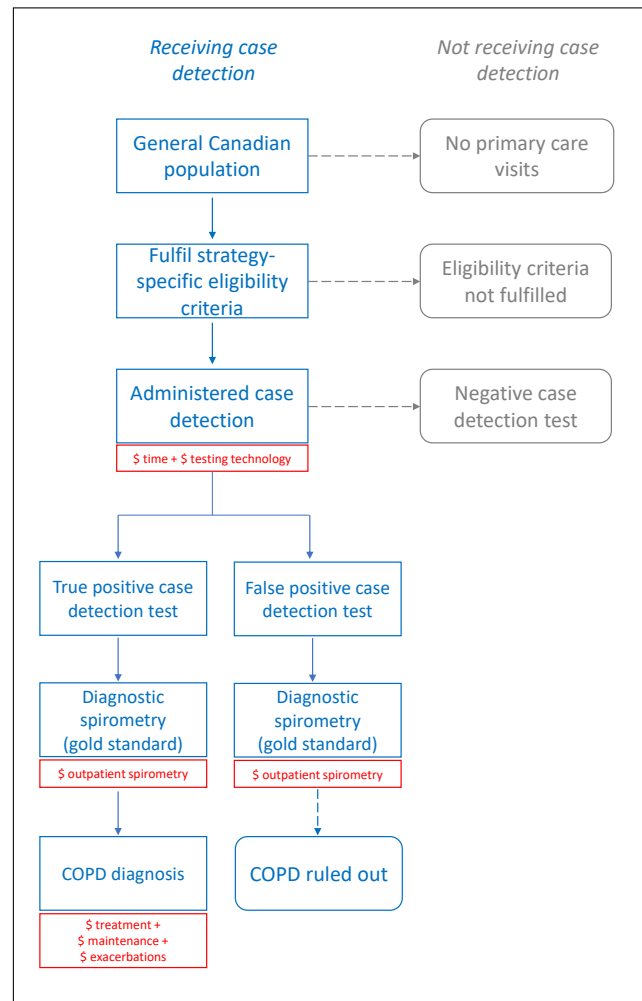 Receiving case
detection
Not receiving case
detection
General Canadian
population
No primary care
visits
Fulfil strategy-
specific eligibility
criteria
Eligibility criteria
not fulfilled
Administered case
detection
Negative case
detection test
$ time + $ testing technology
True positive case
detection test
False positive case
detection test
Diagnostic
spirometry
(gold standard)
Diagnostic
spirometry
(gold standard)
$ outpatient spirometry
$ outpatient spirometry
COPD diagnosis
COPD ruled out
$ treatment +
$ maintenance +
$ exacerbations